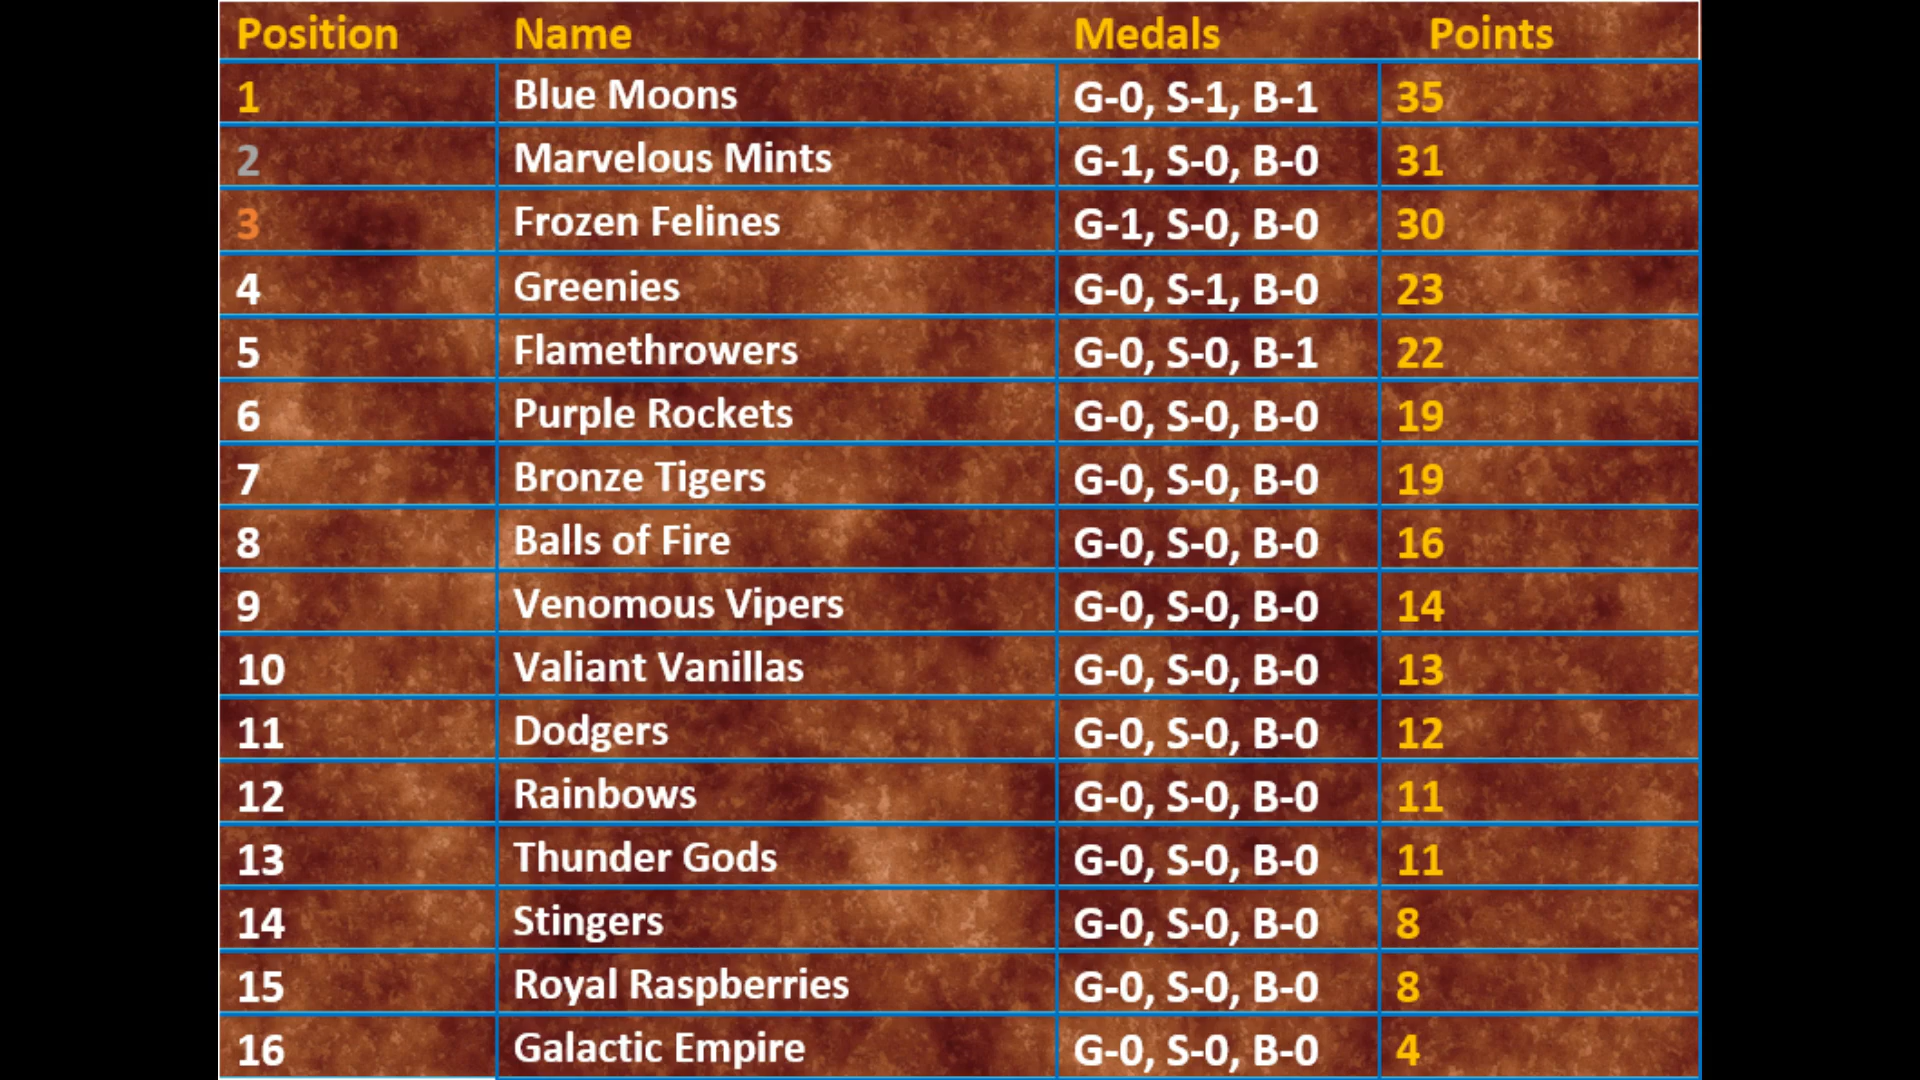 Position Name Medals Points
1 Blue Moons G-0, S-1, B-1 35
2 Marvelous Mints G-1, S-0, B-0 31
3 Frozen Felines G-1, S-0, B-0 30
4 Greenies G-0, S-1, B-0 23
5 Flamethrowers G-0, S-0, B-1 22
6 Purple Rockets G-0, S-0, B-0 19
7 Bronze Tigers G-0, S-0, B-0 19
8 Balls of Fire G-0, S-0, B-0 16
9 Venomous Vipers G-0, S-0, B-0 14
10 Valiant Vanillas G-0, S-0, B-0 13
11 Dodgers G-0, S-0, B-0 12
12 Rainbows G-0, S-0, B-0 11
13 Thunder Gods G-0, S-0, B-0 11
14 Stingers G-0, S-0, B-0 8
15 Royal Raspberries G-0, S-0, B-0 8
16 Galactic Empire G-0, S-0, B-0 4